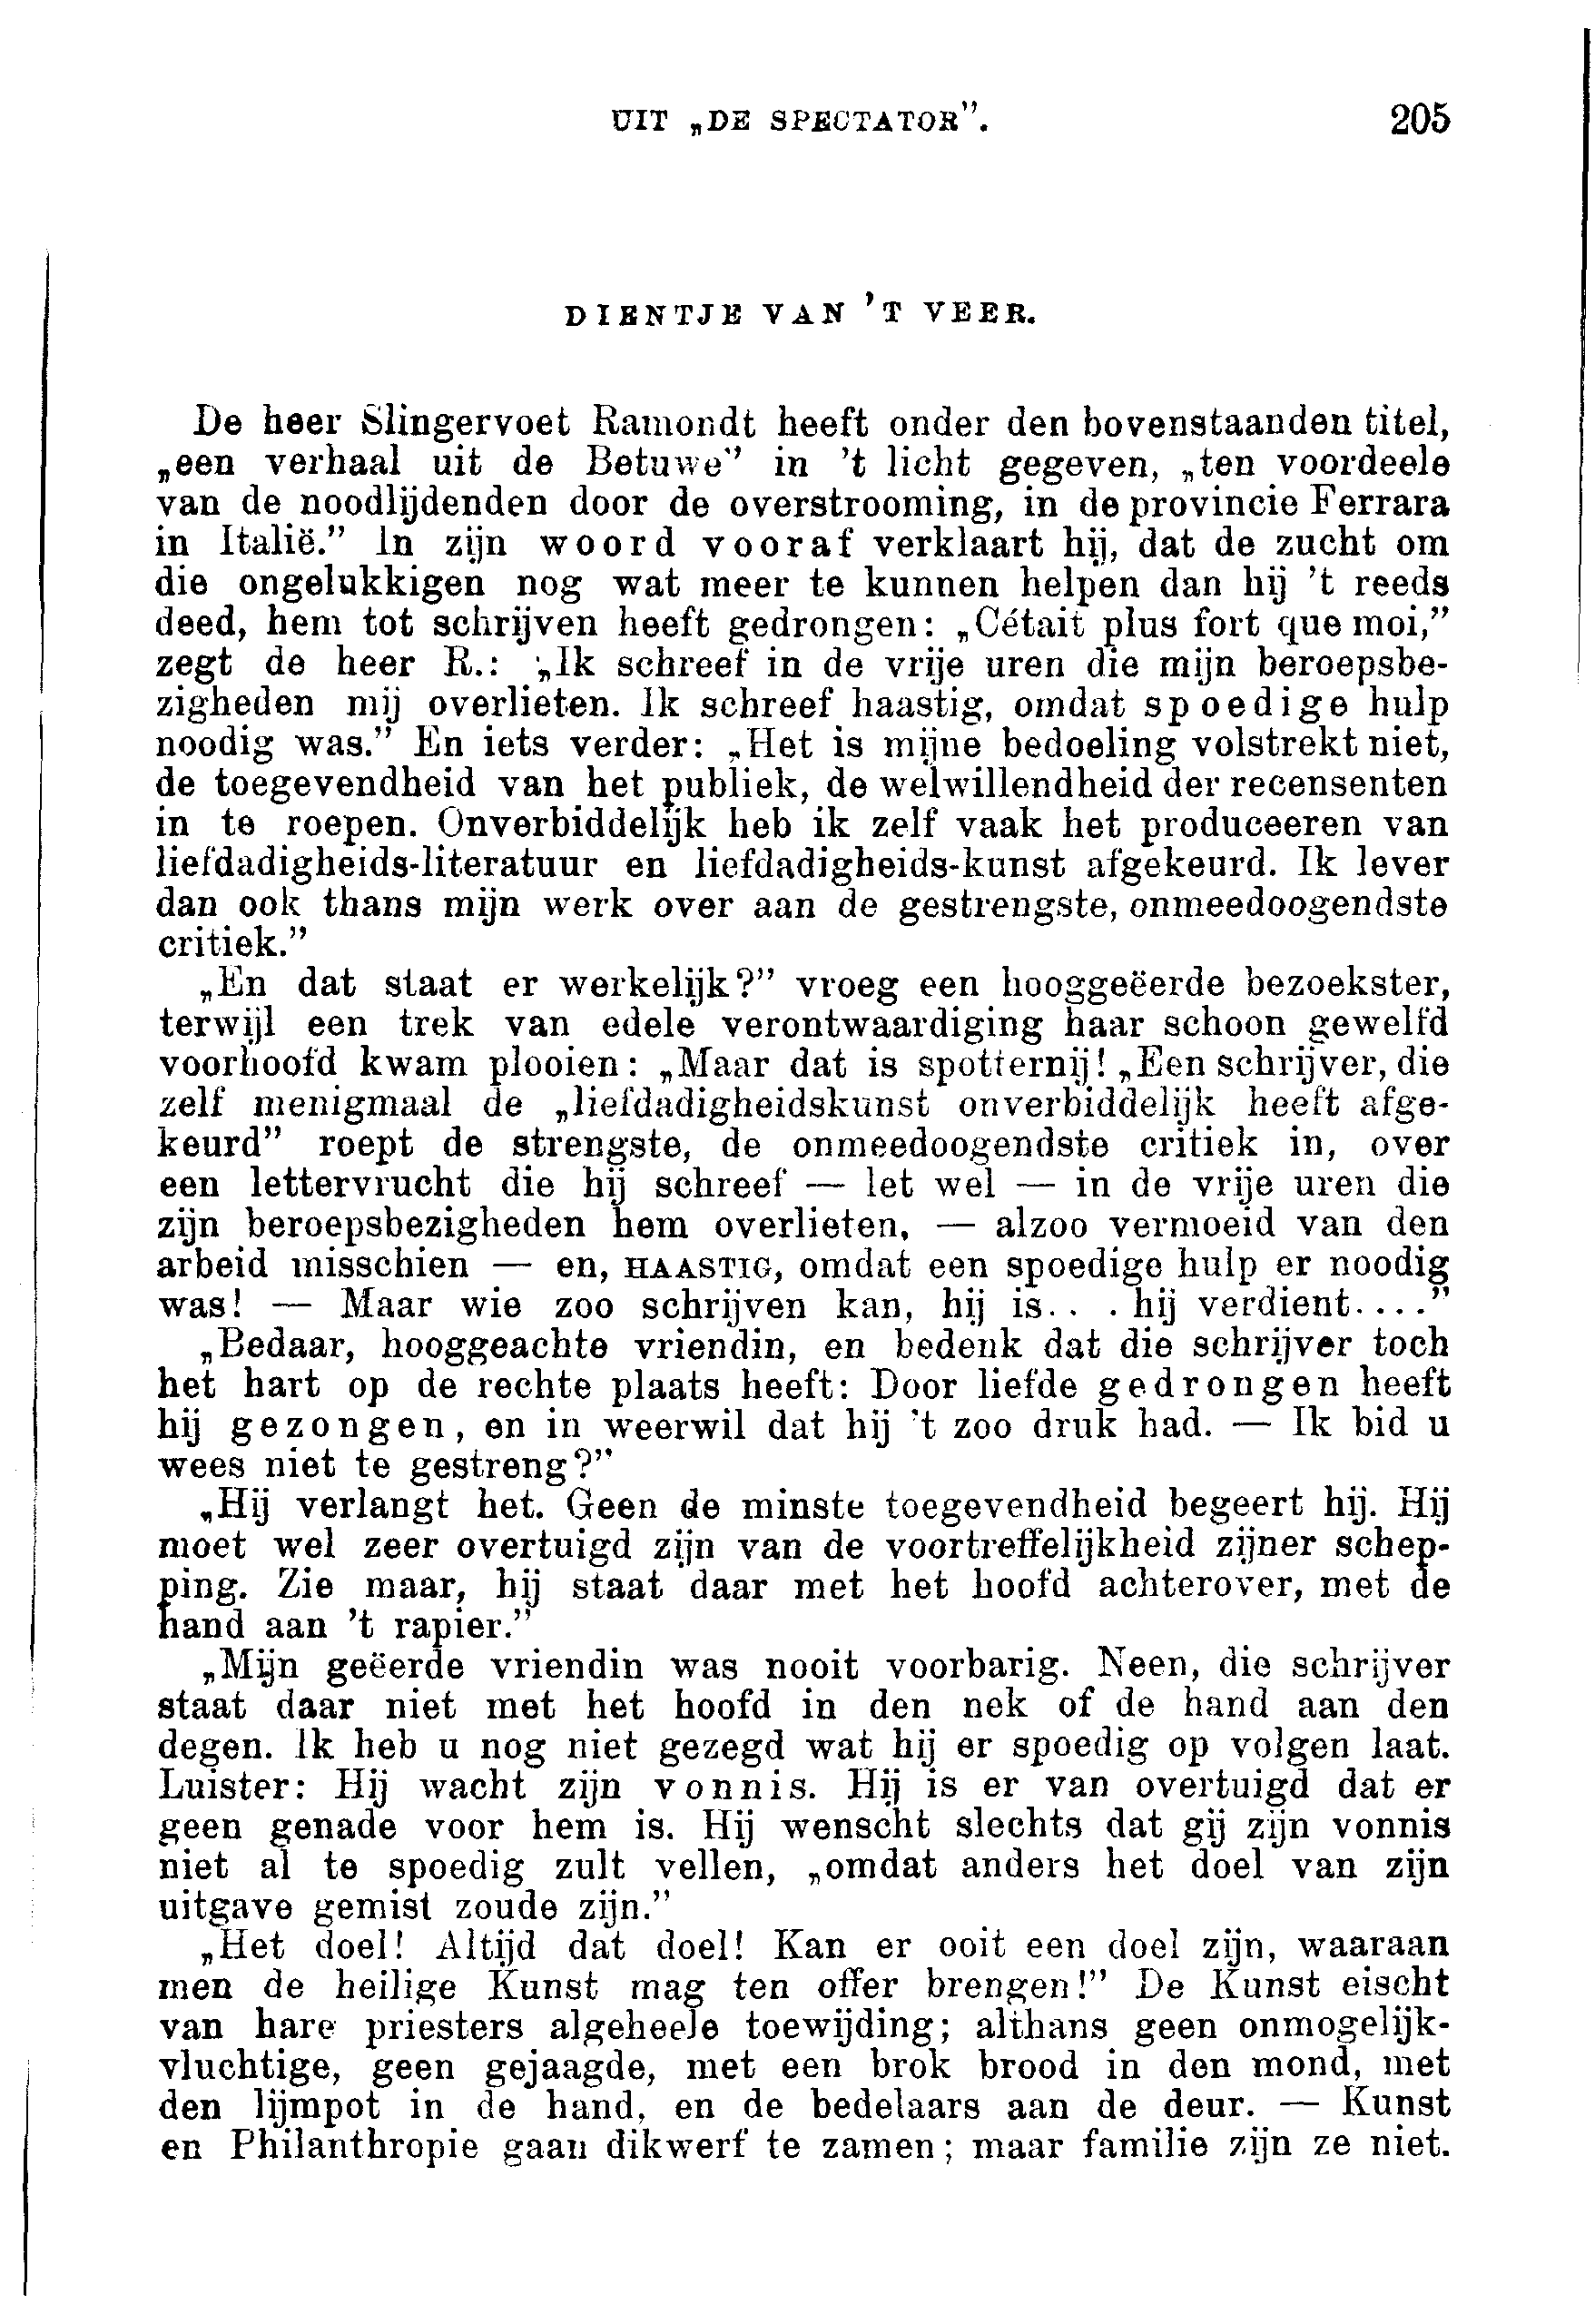 UIT „DE SPECTATOR”. 205
DIENTJE VAN 'T VEER.
De heer Slingervoet Ramondt heeft onder den bovenstaanden titel,
„een verhaal uit de Betuwe” in 't licht gegeven, „ten voordeele
van de noodlijdenden door de overstrooming, in de provincie Ferrara
in Italië.” In zijn woord vooraf verklaart hij, dat de zucht om
die ongelukkigen nog wat meer te kunnen helpen dan hij 't reeds
deed, hem tot schrijven heeft gedrongen: „Cétait plus fort que moi,”
zegt de heer R.: „Ik schreef in de vrije uren die mijn beroepsbe-
zigheden mij overlieten. Ik schreef haastig, omdat spoedige hulp
noodig was.” En iets verder: „Het is mijne bedoeling volstrekt niet,
de toegevendheid van het publiek, de welwillendheid der recensenten
in te roepen. Onverbiddelijk heb ik zelf vaak het produceeren van
liefdadigheids-literatuur en liefdadigheids-kunst afgekeurd. Ik lever
dan ook thans mijn werk over aan de gestrengste, onmeedoogendste
critiek.”
„En dat staat er werkelijk?” vroeg een hooggeëerde bezoekster,
terwijl een trek van edele verontwaardiging haar schoon gewelfd
voorhoofd kwam plooien: „Maar dat is spotternij! „Een schrijver, die
zelf menigmaal de „liefdadigheidskunst onverbiddelijk heeft afge-
keurd” roept de strengste, de onmeedoogendste critiek in, over
een lettervrucht die hij schreef — let wel — in de vrije uren die
zijn beroepsbezigheden hem overlieten, — alzoo vermoeid van den
arbeid misschien — en, HAASTIG, omdat een spoedige hulp er noodig
was! — Maar wie zoo schrijven kan, hij is.. . hij verdient....”
„Bedaar, hooggeachte vriendin, en bedenk dat die schrijver toch
het hart op de rechte plaats heeft: Door liefde gedrongen heeft
hij gezongen, en in weerwil dat hij 't zoo druk had. — Ik bid u
wees niet te gestreng?”
„Hij verlangt het. Geen de minste toegevendheid begeert hij. Hij
moet wel zeer overtuigd zijn van de voortreffelijkheid zijner schep-
ping. Zie maar, hij staat daar met het hoofd achterover, met de
hand aan 't rapier.”
„Mijn geëerde vriendin was nooit voorbarig. Neen, die schrijver
staat daar niet met het hoofd in den nek of de hand aan den
degen. Ik heb u nog niet gezegd wat hij er spoedig op volgen laat.
Luister: Hij wacht zijn vonnis. Hij is er van overtuigd dat er
geen genade voor hem is. Hij wenscht slechts dat gij zijn vonnis
niet al te spoedig zult vellen, „omdat anders het doel van zijn
uitgave gemist zoude zijn.”
„Het doel! Altijd dat doel! Kan er ooit een doel zijn, waaraan
men de heilige Kunst mag ten offer brengen!” De Kunst eischt
van hare priesters algeheele toewijding; althans geen onmogelijk-
vluchtige, geen gejaagde, met een brok brood in den mond, met
den lijmpot in de hand, en de bedelaars aan de deur. — Kunst
en Philanthropie gaan dikwerf te zamen; maar familie zijn ze niet.